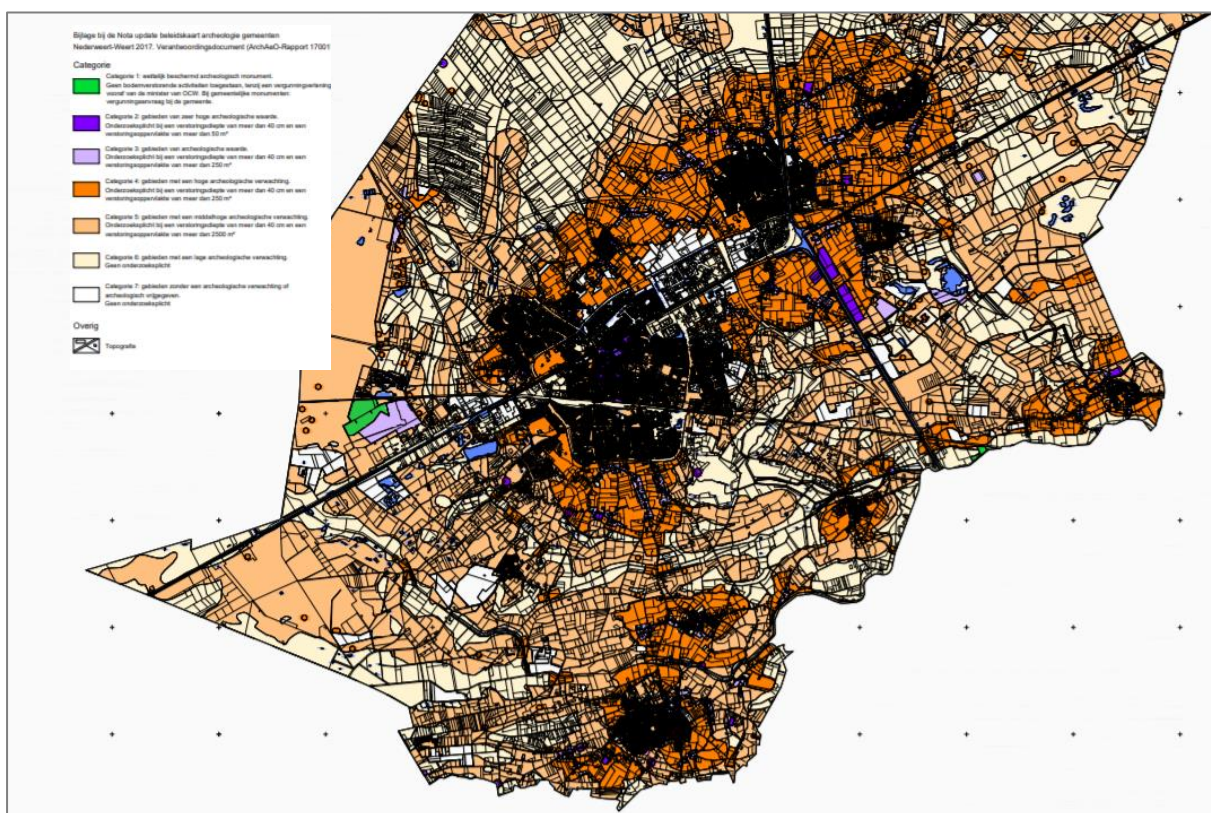 Bijlage bij de Nota update beleidskaart archeologie gemeenten
Nederweert-Weert 2017. Verantwoordingsdocument (ArchAeO-Rapport 17001
Categorie
Categorie 1: wettelijk beschermd archeologisch monument.
Geen bodemverstorende activiteiten toegestaan, tenzij een vergunningverlening
vooraf van de minister van OCW. Bij gemeentelijke monumenten:
vergunningaanvraag bij de gemeente.
Categorie 2: gebieden van zeer hoge archeologische waarde.
Onderzoeksplicht bij een verstoringsdiepte van meer dan 40 cm en een
verstoringsoppervlakte van meer dan 50 m²
Categorie 3: gebieden van archeologische waarde.
Onderzoeksplicht bij een verstoringsdiepte van meer dan 40 cm en een
verstoringsoppervlakte van meer dan 250 m²
Categorie 4: gebieden met een hoge archeologische verwachting.
Onderzoeksplicht bij een verstoringsdiepte van meer dan 40 cm en een
verstoringsoppervlakte van meer dan 250 m²
Categorie 5: gebieden met een middelhoge archeologische verwachting.
Onderzoeksplicht bij een verstoringsdiepte van meer dan 40 cm en een
verstoringsoppervlakte van meer dan 2500 m²
Categorie 6: gebieden met een lage archeologische verwachting.
Geen onderzoeksplicht
Categorie 7: gebieden zonder een archeologische verwachting of
archeologisch vrijgegeven.
Geen onderzoeksplicht
Overig
Topografie